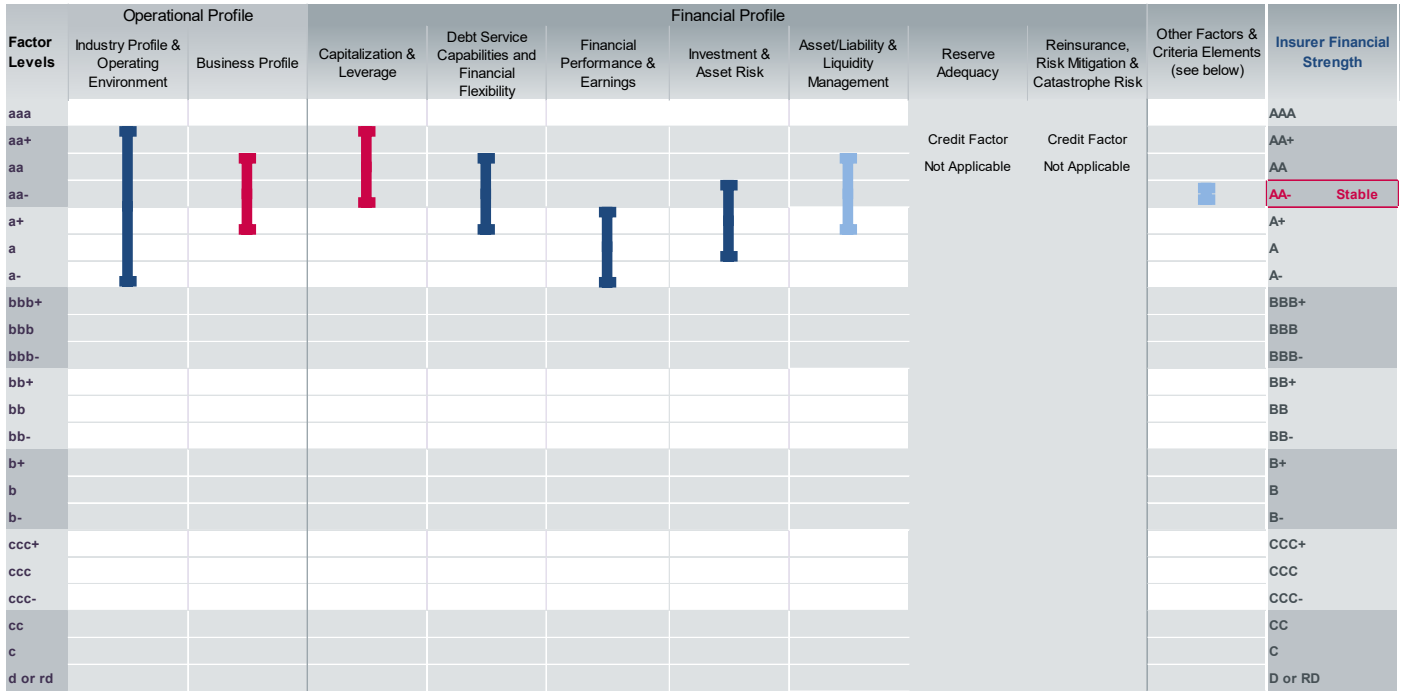 Operational Profile
Financial Profile
Factor
Levels
Industry Profile &
Operating
Environment
Business Profile
Capitalization &
Leverage
Debt Service
Capabilities and
Financial
Flexibility
Financial
Performance &
Earnings
Investment &
Asset Risk
Asset/Liability &
Liquidity
Management
Reserve
Adequacy
Reinsurance,
Risk Mitigation &
Catastrophe Risk
Other Factors &
Criteria Elements
(see below)
Insurer Financial
Strength
aaa AAA
aa+ Credit Factor Credit Factor AA+
aa Not Applicable Not Applicable AA
aa- AA- Stable
a+ A+
a A
a- A-
bbb+ BBB+
bbb BBB
bbb- BBB-
bb+ BB+
bb BB
bb- BB-
b+ B+
b B
b- B-
ccc+ CCC+
ccc CCC
ccc- CCC-
cc CC
c C
d or rd D or RD